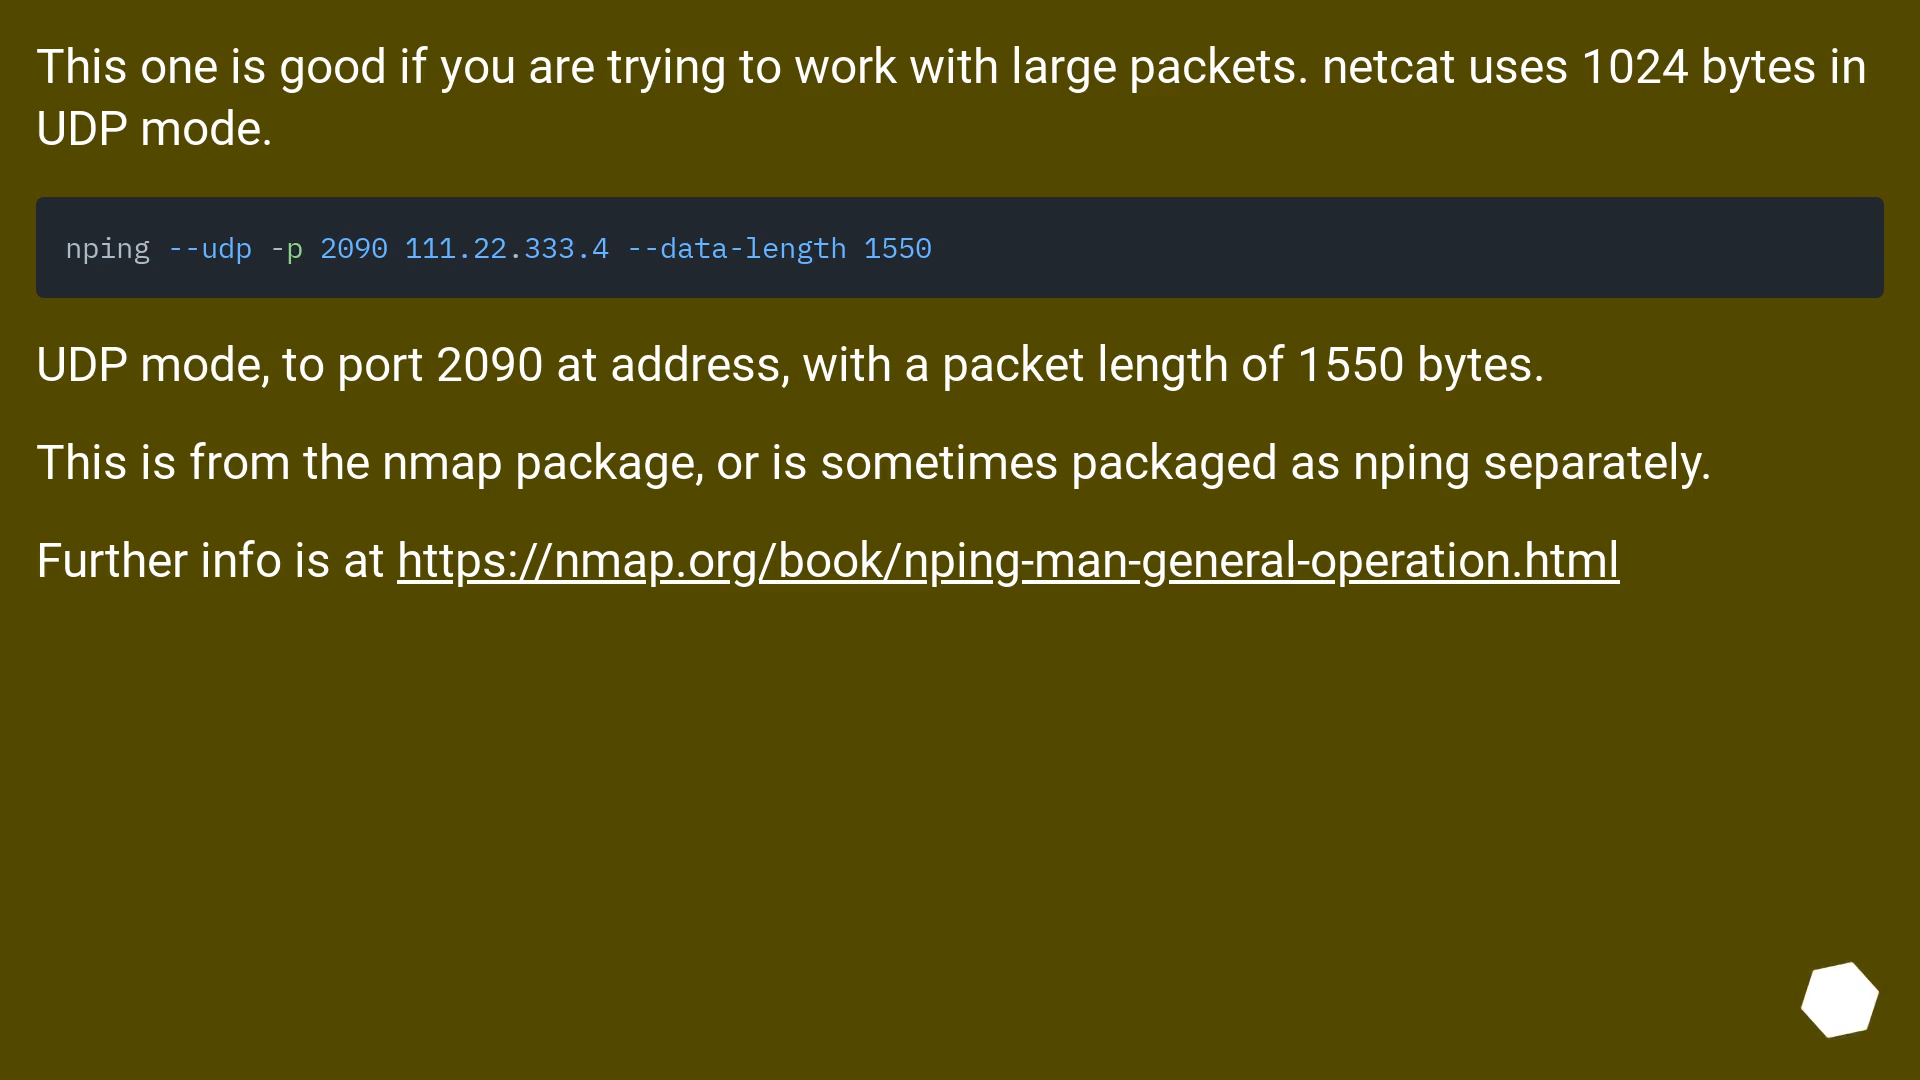 This one is good if you are trying to work with large packets. netcat uses 1024 bytes in
UDP mode.
nping --udp -p 2090 111.22.333.4 --data-length 1550
UDP mode, to port 2090 at address, with a packet length of 1550 bytes.
This is from the nmap package, or is sometimes packaged as nping separately.
Further info is at https://nmap.org/book/nping-man-general-operation.html